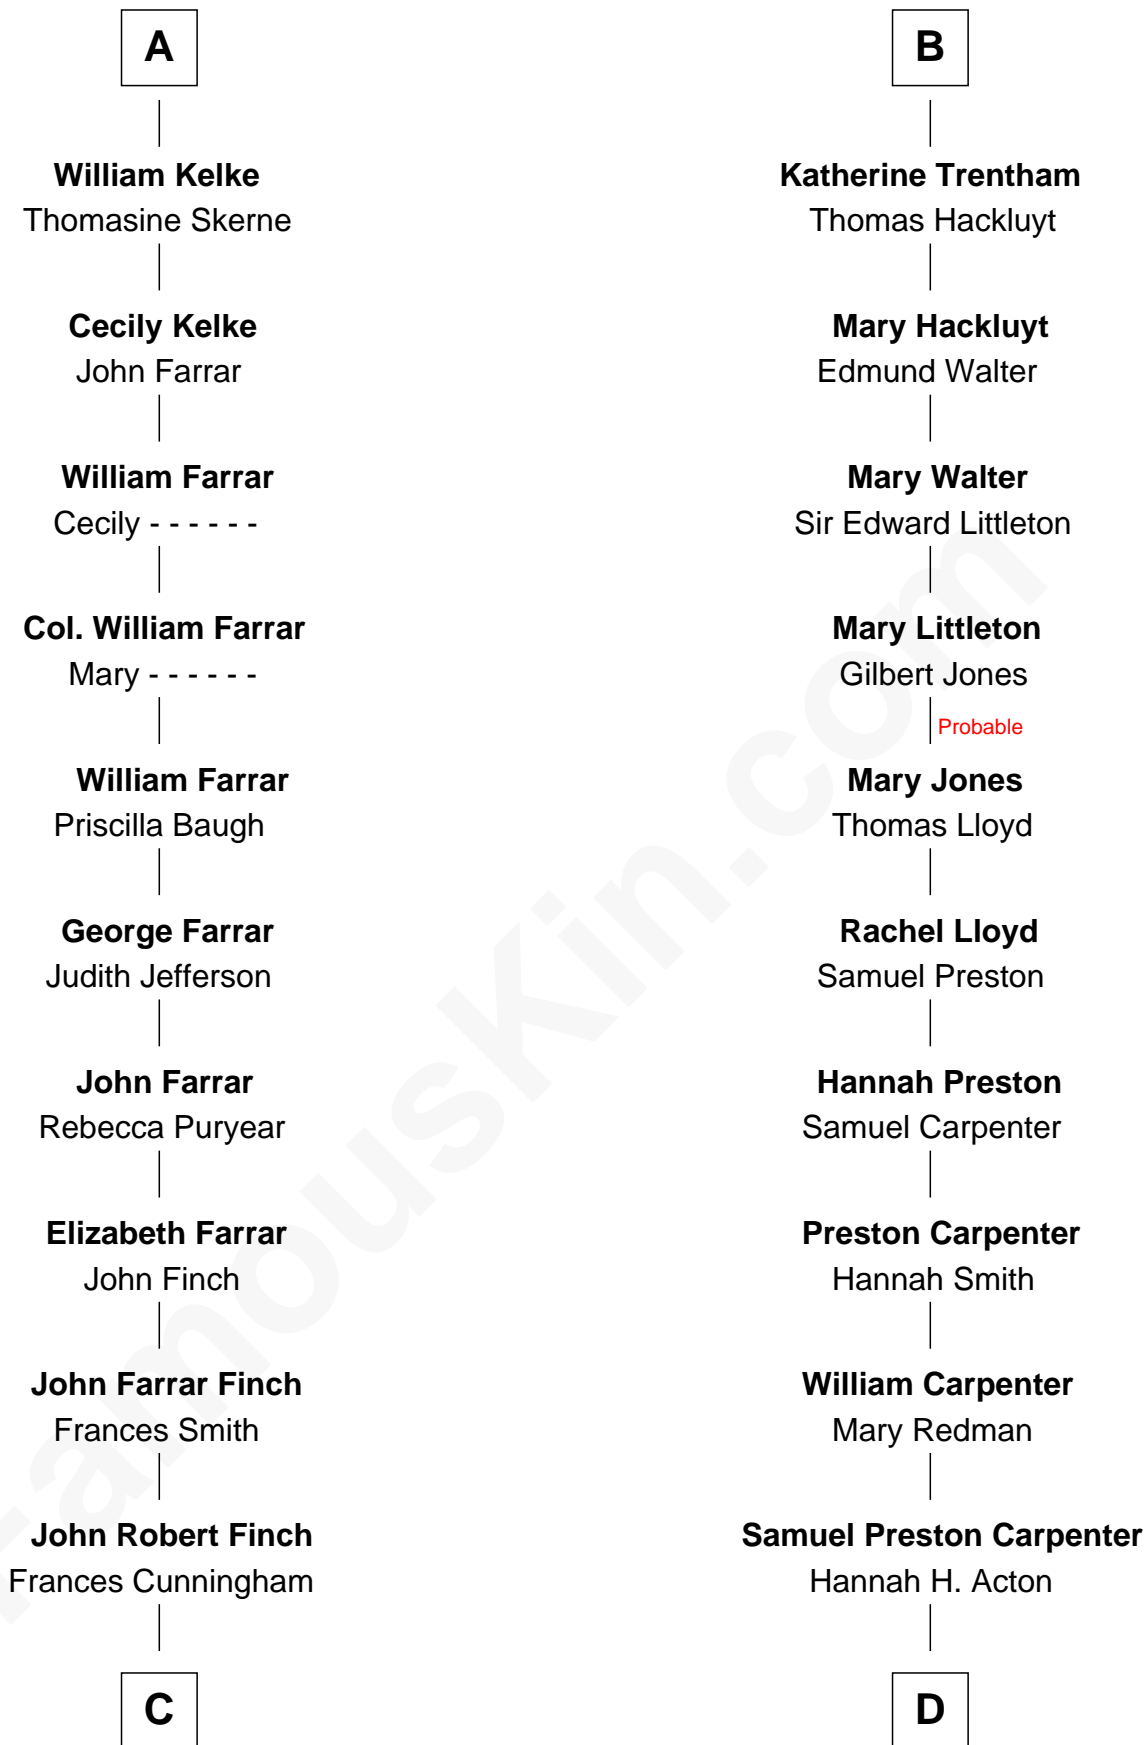 A
William Kelke
Thomasine Skerne
Cecily Kelke
John Farrar
William Farrar
Cecily - - - - - -
Col. William Farrar
Mary - - - - - -
William Farrar
Priscilla Baugh
George Farrar
Judith Jefferson
John Farrar
Rebecca Puryear
Elizabeth Farrar
John Finch
John Farrar Finch
Frances Smith
John Robert Finch
Frances Cunningham
C
B
Katherine Trentham
Thomas Hackluyt
Mary Hackluyt
Edmund Walter
Mary Walter
Sir Edward Littleton
Mary Littleton
Gilbert Jones
Probable
Mary Jones
Thomas Lloyd
Rachel Lloyd
Samuel Preston
Hannah Preston
Samuel Carpenter
Preston Carpenter
Hannah Smith
William Carpenter
Mary Redman
Samuel Preston Carpenter
Hannah H. Acton
D
FamousKin.com